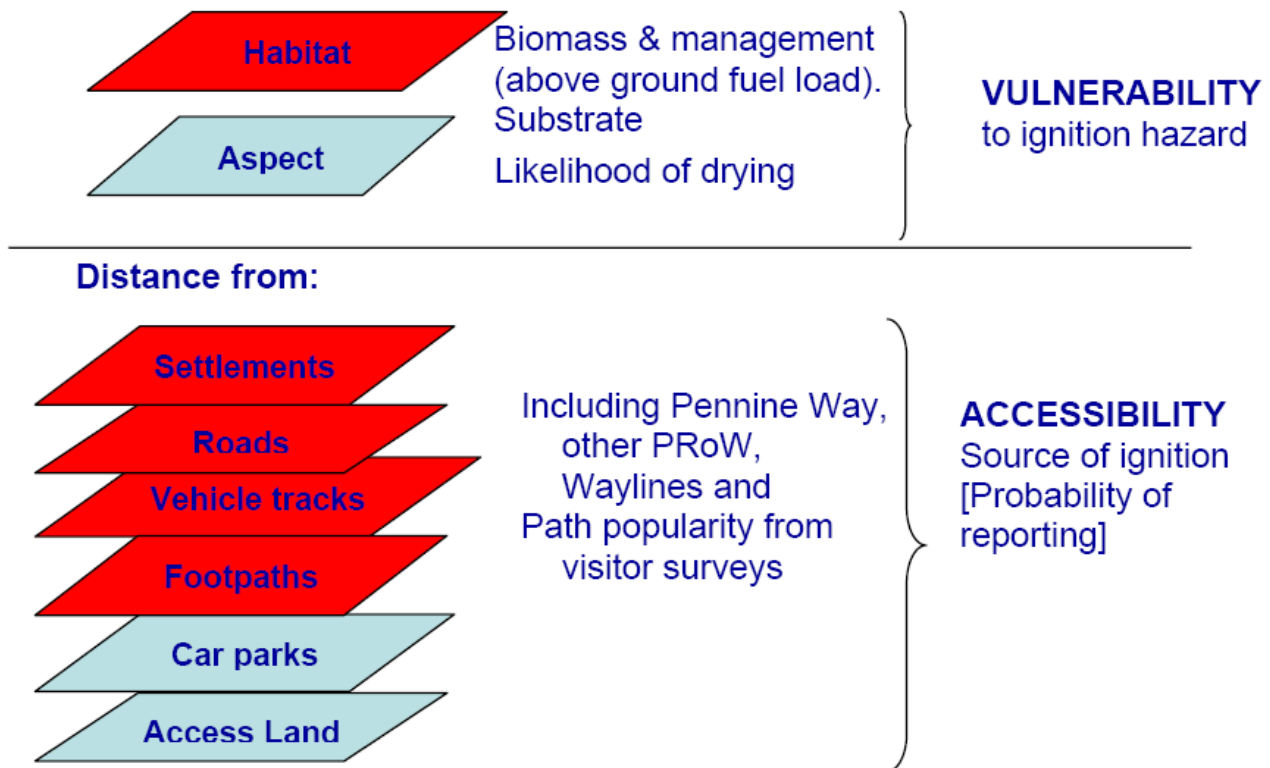 Habitat
Biomass & management
(above ground fuel load).
Substrate
Aspect
Likelihood of drying
VULNERABILITY
to ignition hazard
Distance from:
Settlements
Roads
Vehicle tracks
Footpaths
Car parks
Access Land
Including Pennine Way,
other PRoW,
Waylines and
Path popularity from
visitor surveys
ACCESSIBILITY
Source of ignition
[Probability of
reporting]